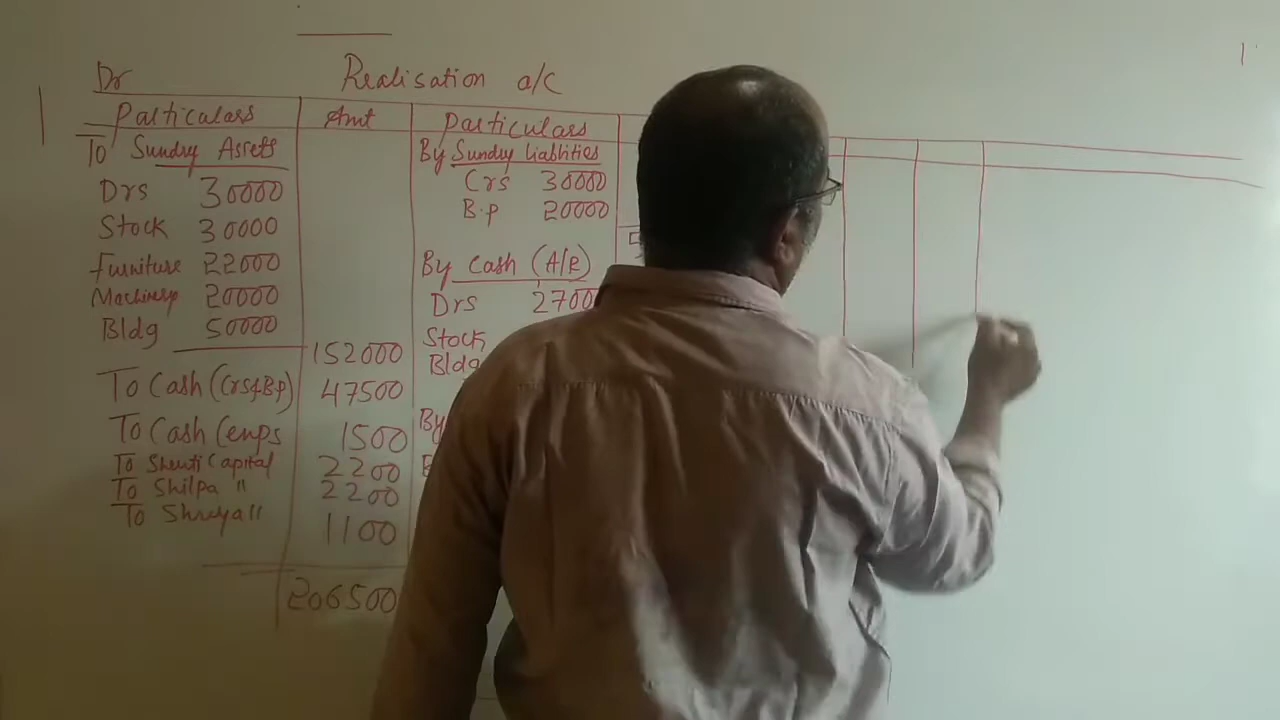 Dr
Realisation a/c
Particulars Amt Particulars
To Sundry Assets
Drs 30000
Stock 30000
Furniture 22000
Machinery 20000
Bldg 50000
152000
To Cash (Crs & B.P) 47500
To Cash (exps 1500
To Shruti Capital 2200
To Shilpa " 2200
To Shreya " 1100
206500
By Sundry Liablities
Crs 30000
B.P 20000
By Cash (A/R)
Drs 2700
Stock
Bldg
By